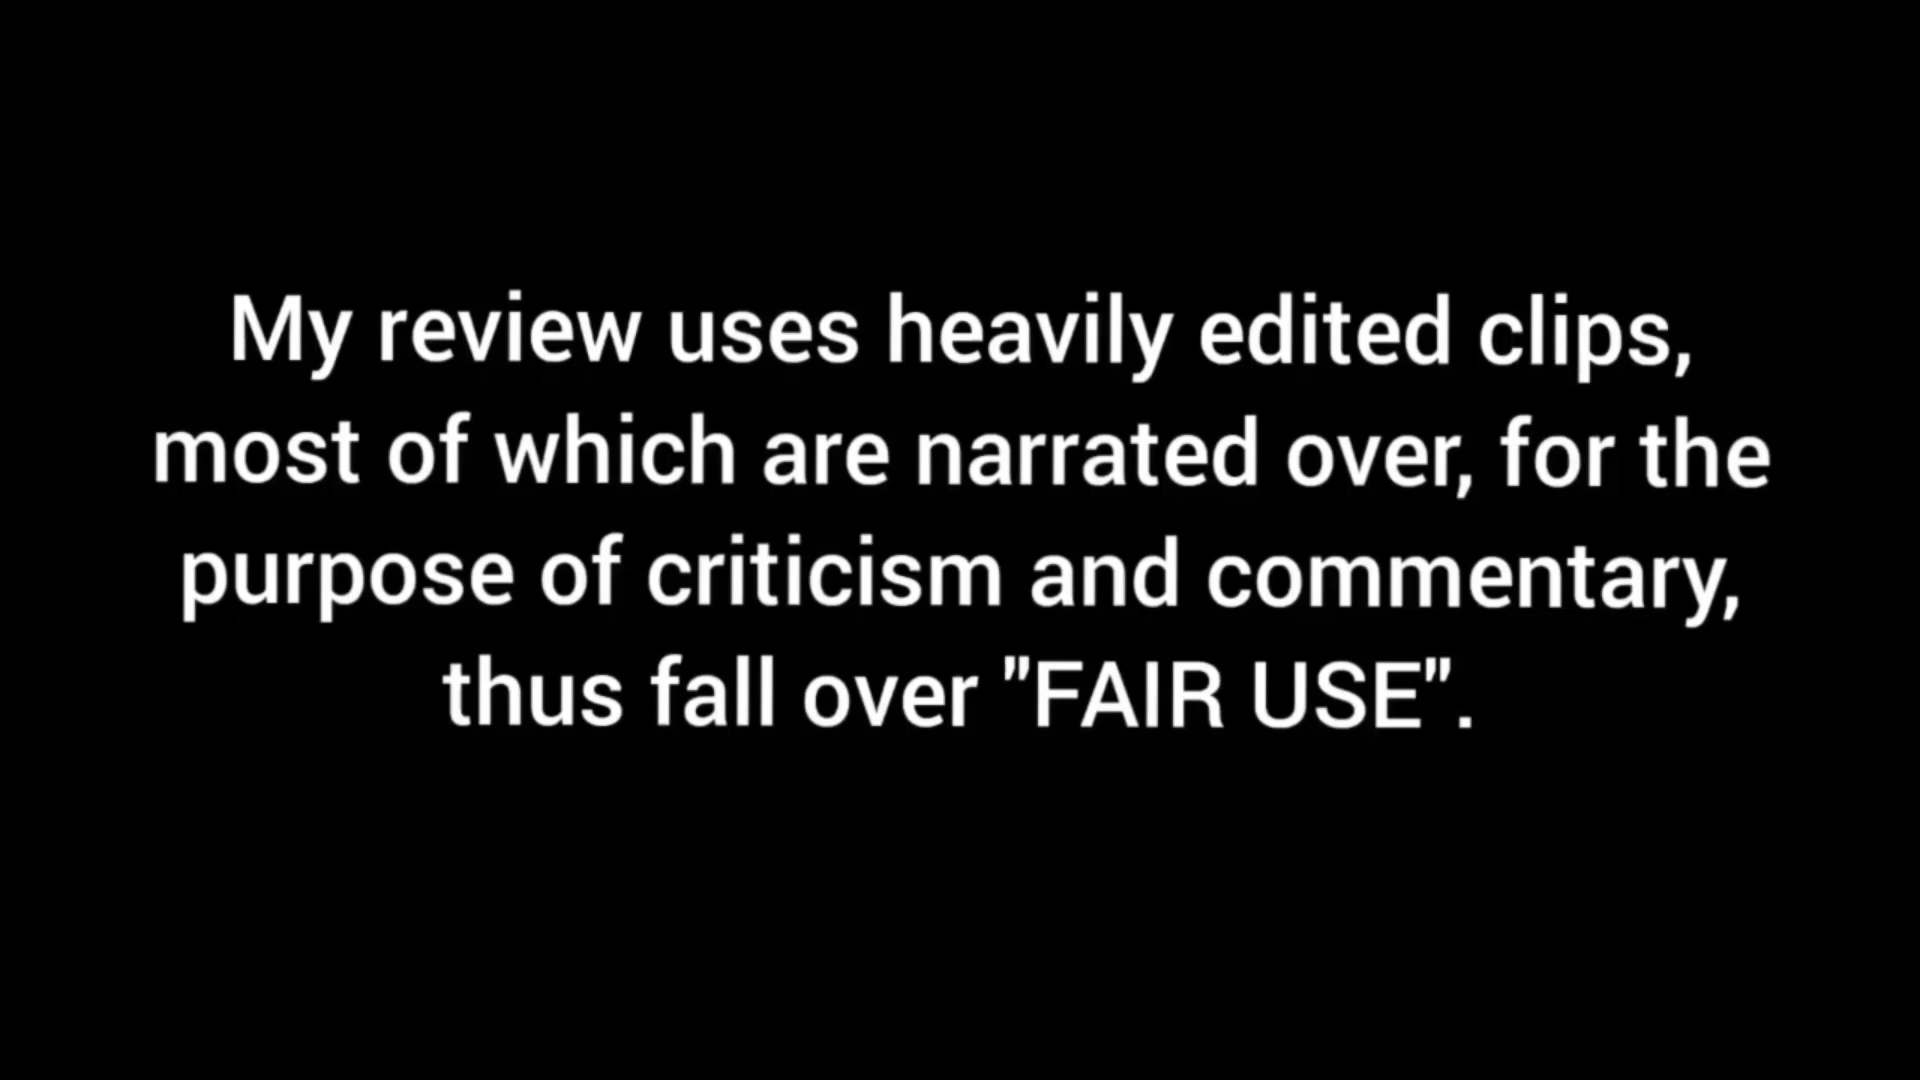 My review uses heavily edited clips,
most of which are narrated over, for the
purpose of criticism and commentary,
thus fall over "FAIR USE".